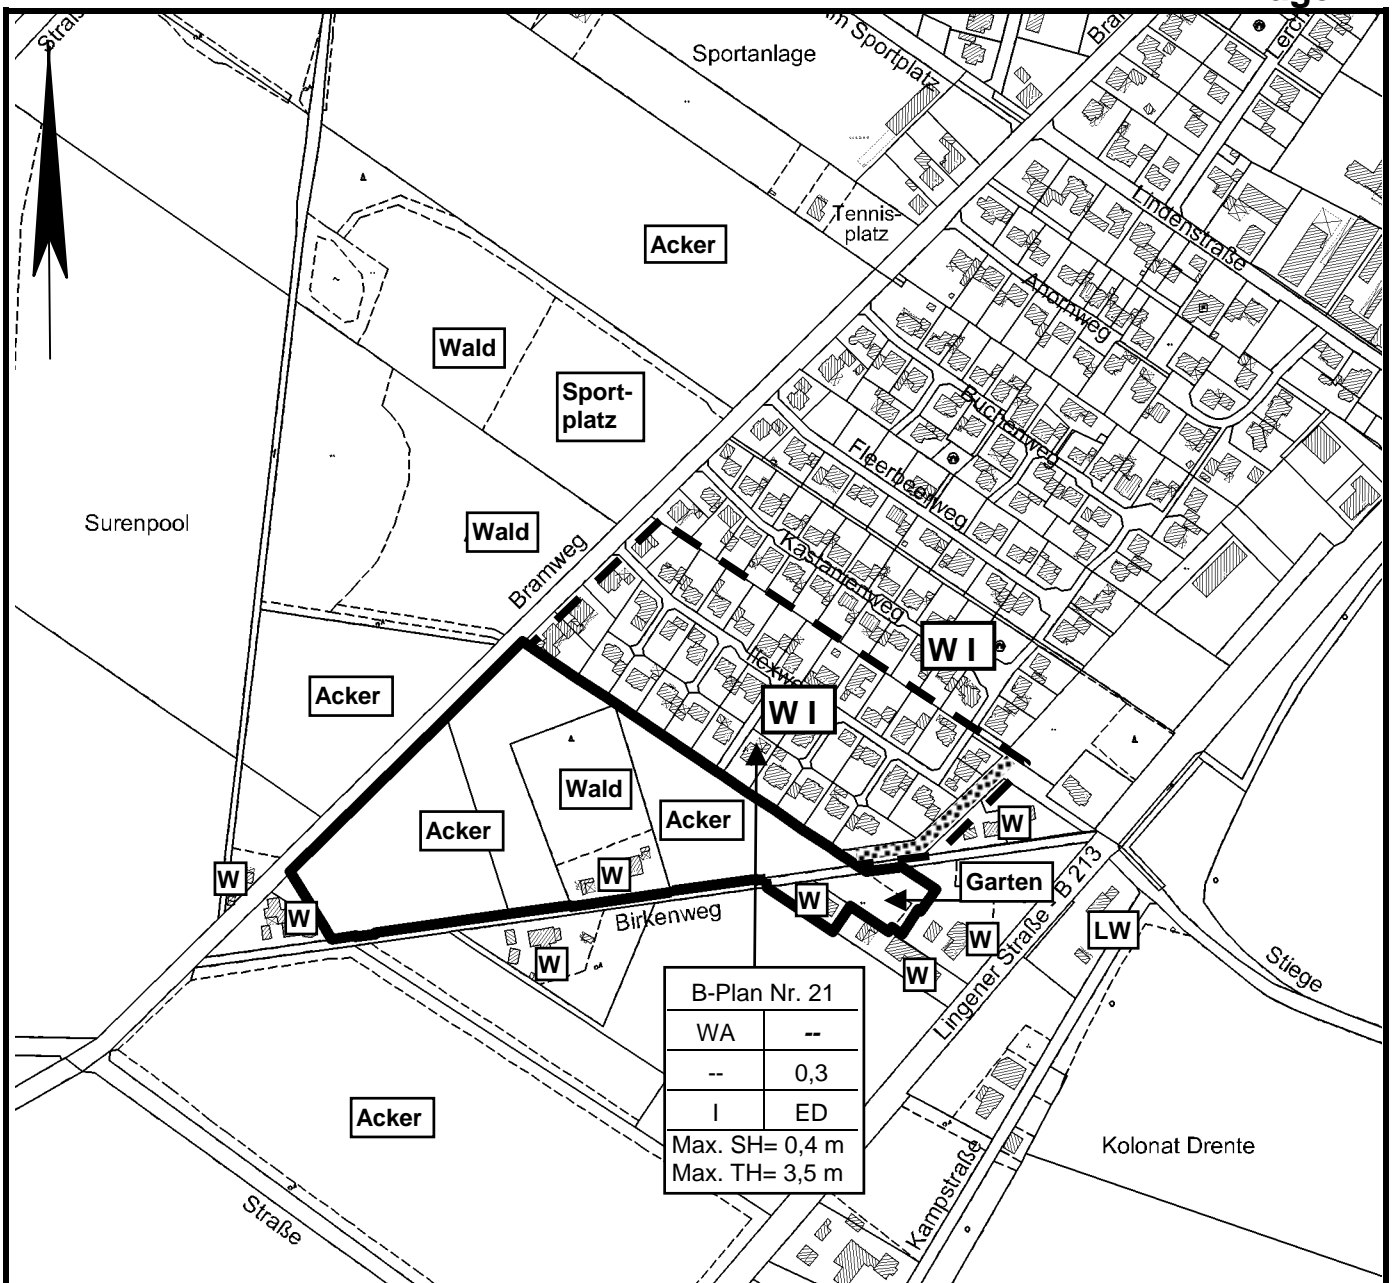 Straße
Sportanlage
Im Sportplatz
Tennis-
platz
Lindenstraße
Acker
Ahornweg
Wald
Sport-
platz
Buchenweg
Fleerbeerweg
Surenpool
Wald
Bramweg
Kastanienweg
W I
Acker
W I
Wald
Acker
Acker
W
W
W
W
W
Garten
Birkenweg
W
W
W
LW
Lingener Straße - B 213
Stiege
B-Plan Nr. 21
WA --
-- 0,3
I ED
Max. SH= 0,4 m
Max. TH= 3,5 m
Acker
Kolonat Drente
Kampstraße
Straße